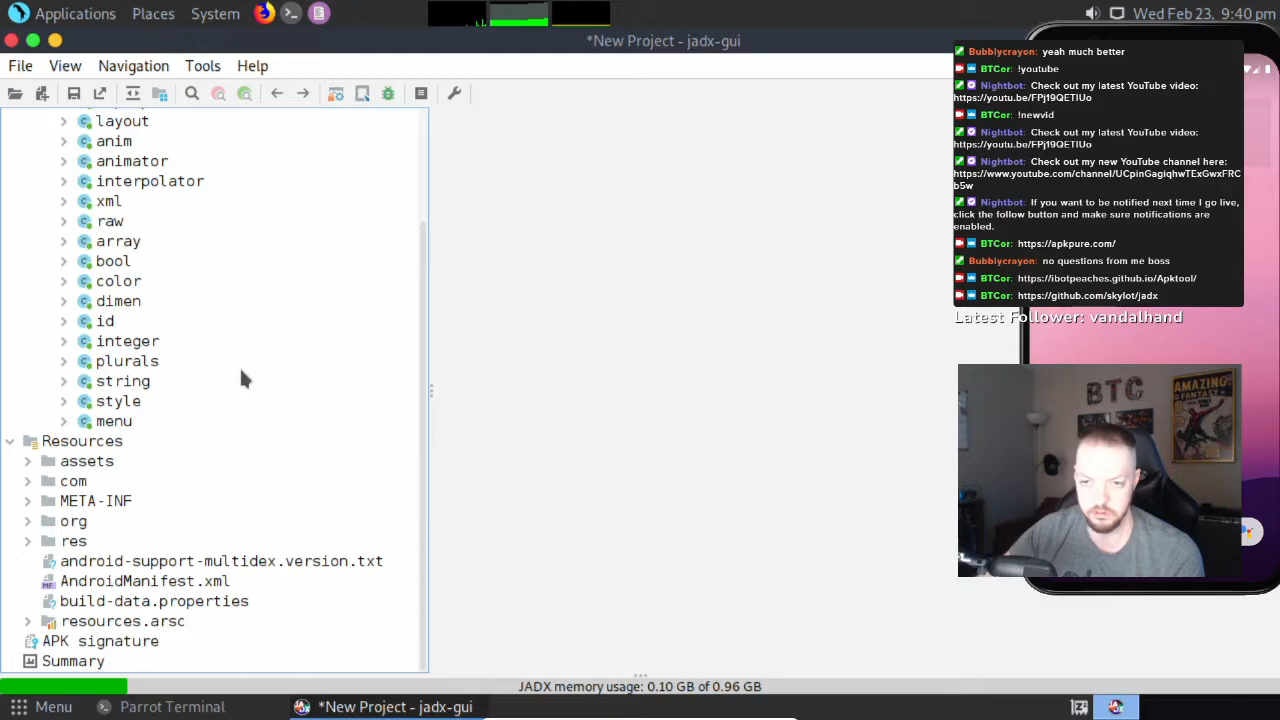 Applications Places System
Wed Feb 23, 9:40 pm
*New Project - jadx-gui
File View Navigation Tools Help
layout
anim
animator
interpolator
xml
raw
array
bool
color
dimen
id
integer
plurals
string
style
menu
Resources
assets
com
META-INF
org
res
android-support-multidex.version.txt
AndroidManifest.xml
build-data.properties
resources.arsc
APK signature
Summary
Bubblycrayon: yeah much better
BTCor: !youtube
Nightbot: Check out my latest YouTube video:
https://youtu.be/FPj19QETlUo
BTCor: !newvid
Nightbot: Check out my latest YouTube video:
https://youtu.be/FPj19QETlUo
Nightbot: Check out my new YouTube channel here:
https://www.youtube.com/channel/UCpinGagiqhwTExGwxFRC
b5w
Nightbot: If you want to be notified next time I go live,
click the follow button and make sure notifications are
enabled.
BTCor: https://apkpure.com/
Bubblycrayon: no questions from me boss
BTCor: https://ibotpeaches.github.io/Apktool/
BTCor: https://github.com/skylot/jadx
Latest Follower: vandalhand
BTC
AMAZING
FANTASY
JADX memory usage: 0.10 GB of 0.96 GB
Menu Parrot Terminal *New Project - jadx-gui